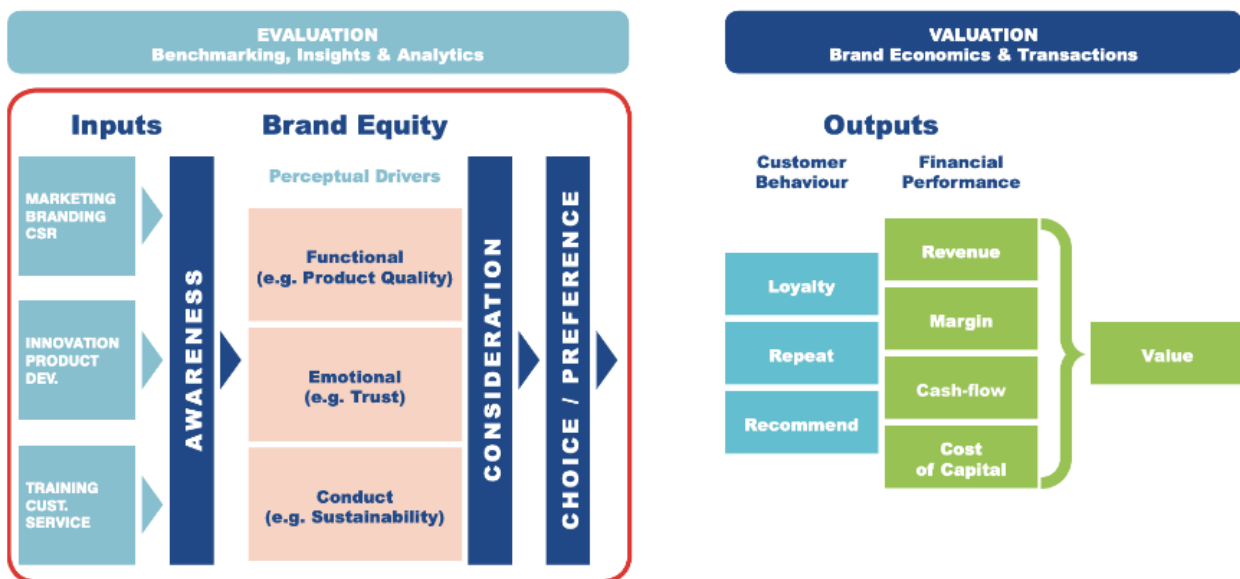 EVALUATION
Benchmarking, Insights & Analytics
VALUATION
Brand Economics & Transactions
Inputs
Brand Equity
Outputs
Perceptual Drivers
Customer
Behaviour
Financial
Performance
MARKETING
BRANDING
CSR
INNOVATION
PRODUCT
DEV.
TRAINING
CUST.
SERVICE
AWARENESS
Functional
(e.g. Product Quality)
Emotional
(e.g. Trust)
Conduct
(e.g. Sustainability)
CONSIDERATION
CHOICE / PREFERENCE
Loyalty
Repeat
Recommend
Revenue
Margin
Cash-flow
Cost
of Capital
Value